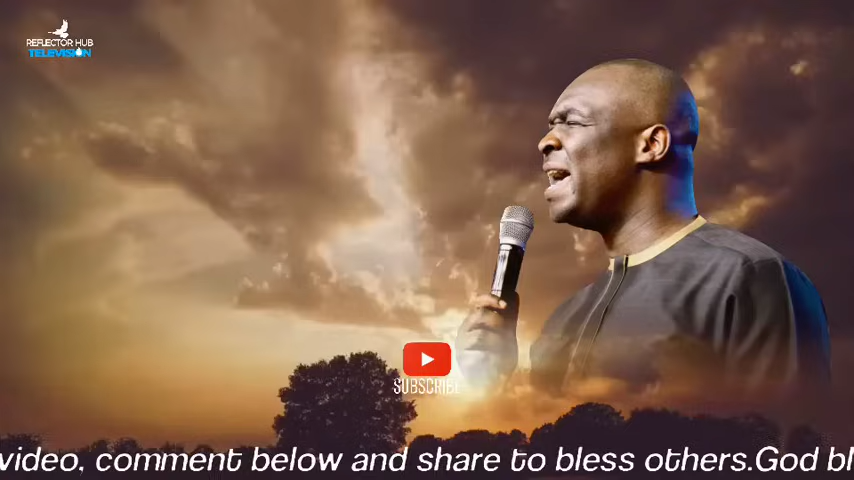 REFLECTOR HUB
TELEVISION
SUBSCRIBE
video, comment below and share to bless others.God bl